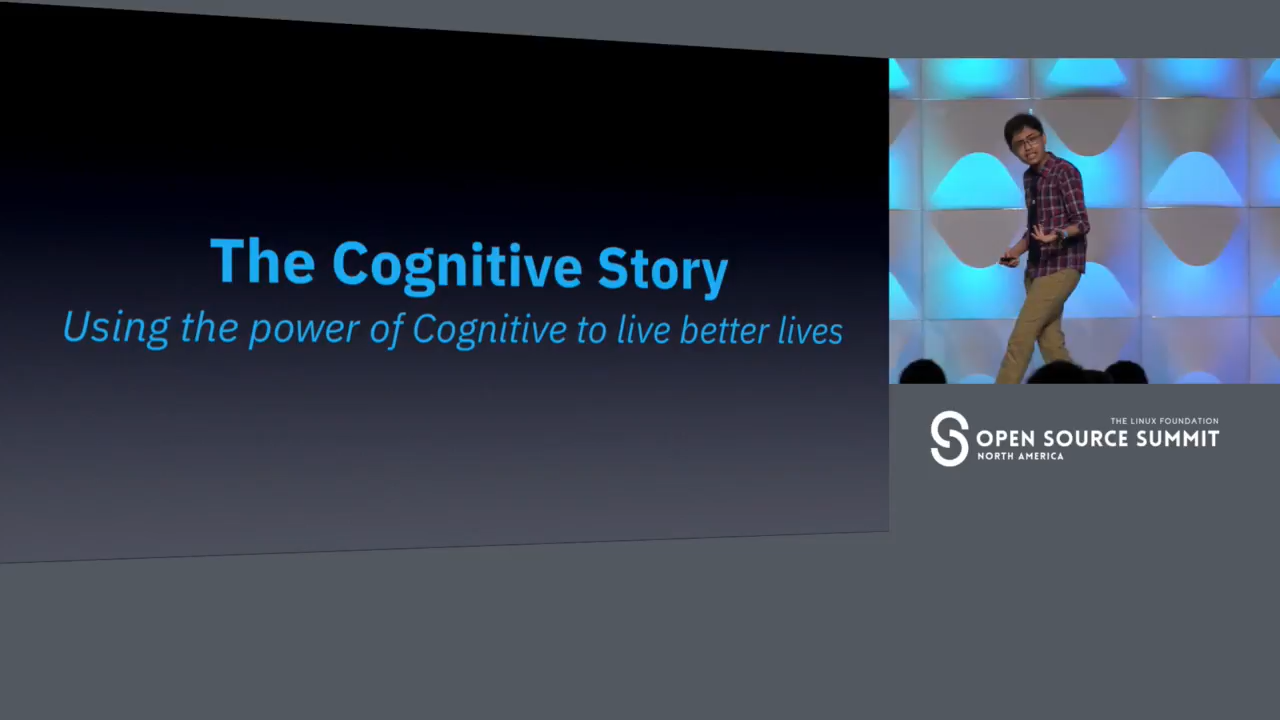 The Cognitive Story
Using the power of Cognitive to live better lives
THE LINUX FOUNDATION
OPEN SOURCE SUMMIT
NORTH AMERICA